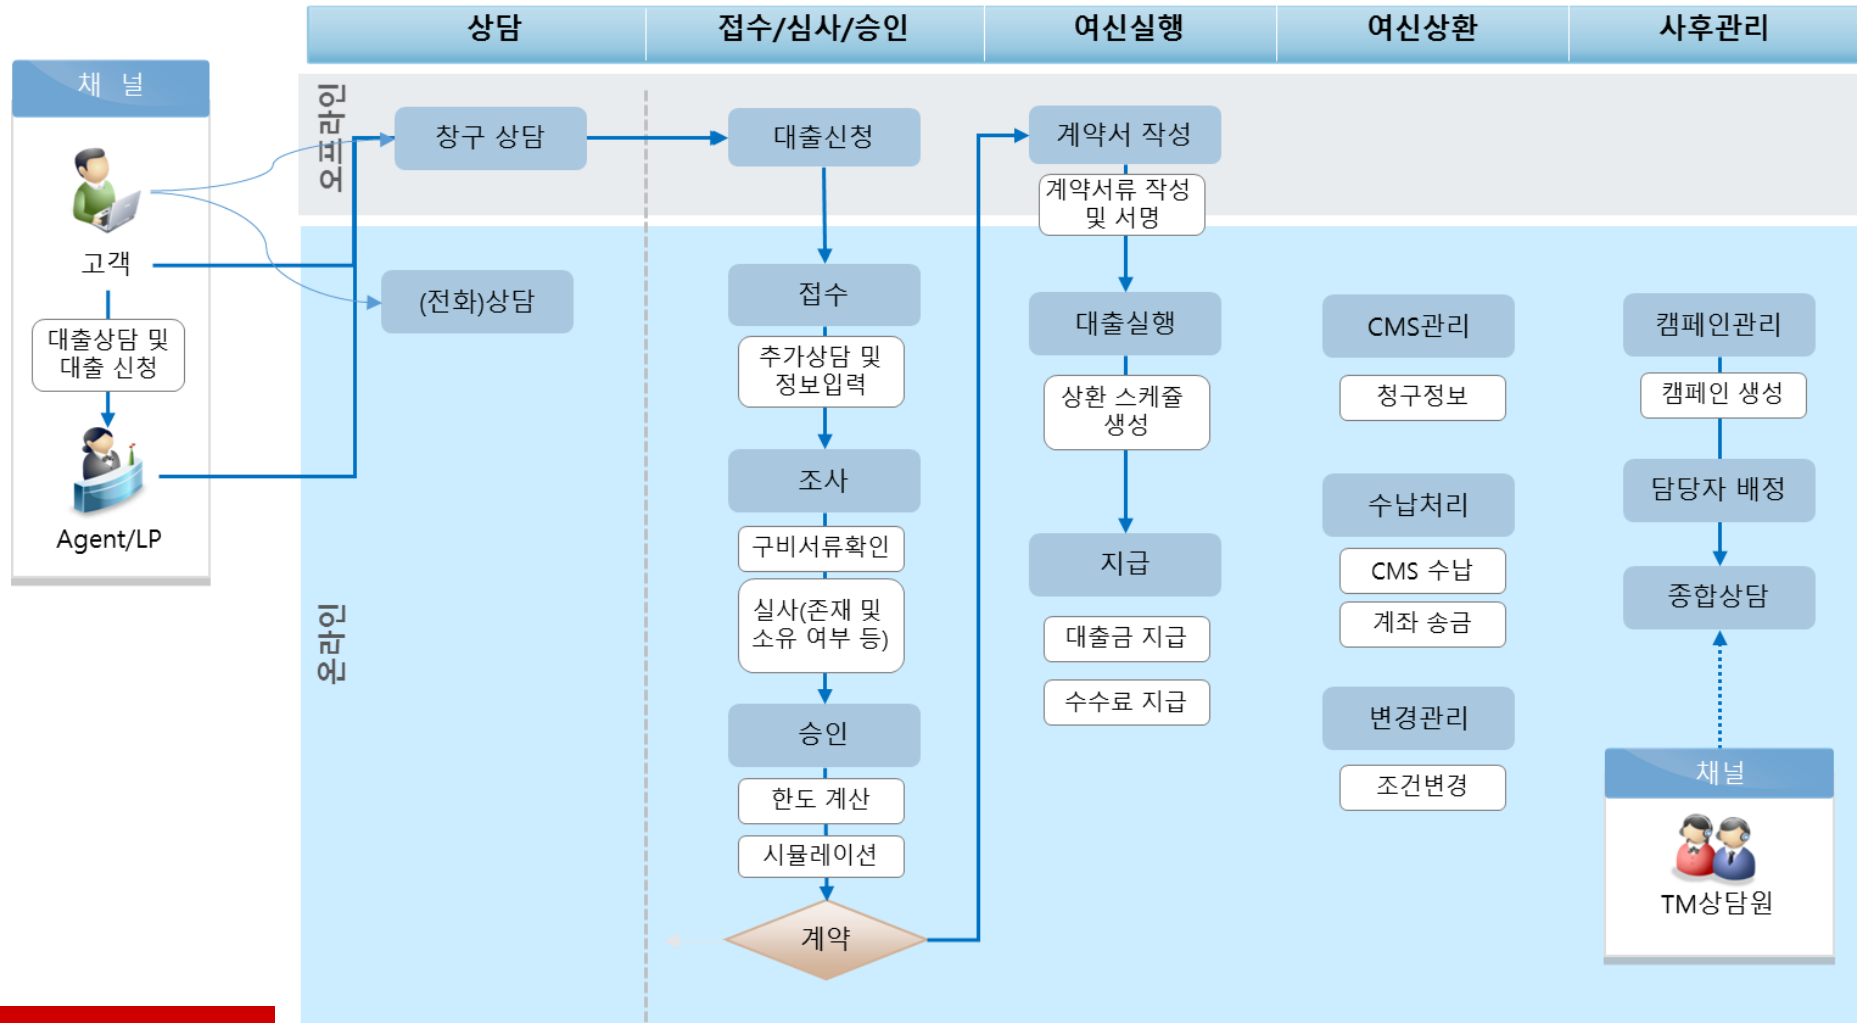 상담
접수/심사/승인
여신실행
여신상환
사후관리
채 널
고객
대출상담 및
대출 신청
Agent/LP
오프라인
온라인
창구 상담
(전화)상담
대출신청
접수
추가상담 및
정보입력
조사
구비서류확인
실사(존재 및
소유 여부 등)
승인
한도 계산
시뮬레이션
계약
계약서 작성
계약서류 작성
및 서명
대출실행
상환 스케쥴
생성
지급
대출금 지급
수수료 지급
CMS관리
청구정보
수납처리
CMS 수납
계좌 송금
변경관리
조건변경
캠페인관리
캠페인 생성
담당자 배정
종합상담
채널
TM상담원